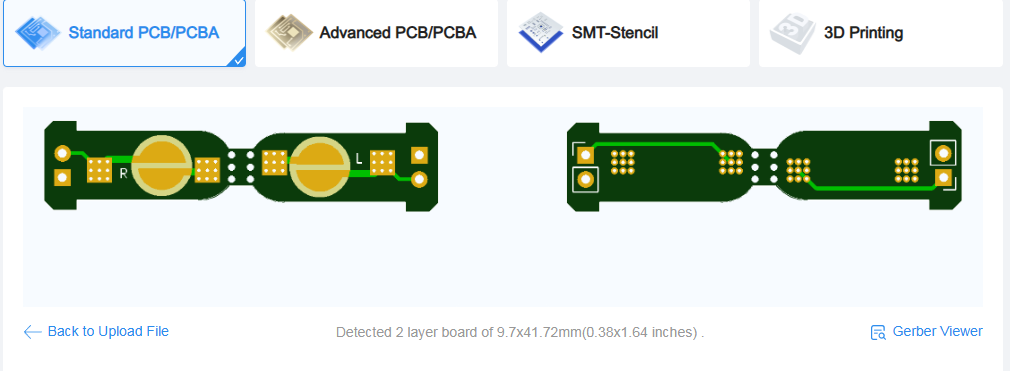 Standard PCB/PCBA
Advanced PCB/PCBA
SMT-Stencil
3D Printing
R
L
Back to Upload File
Detected 2 layer board of 9.7x41.72mm(0.38x1.64 inches) .
Gerber Viewer